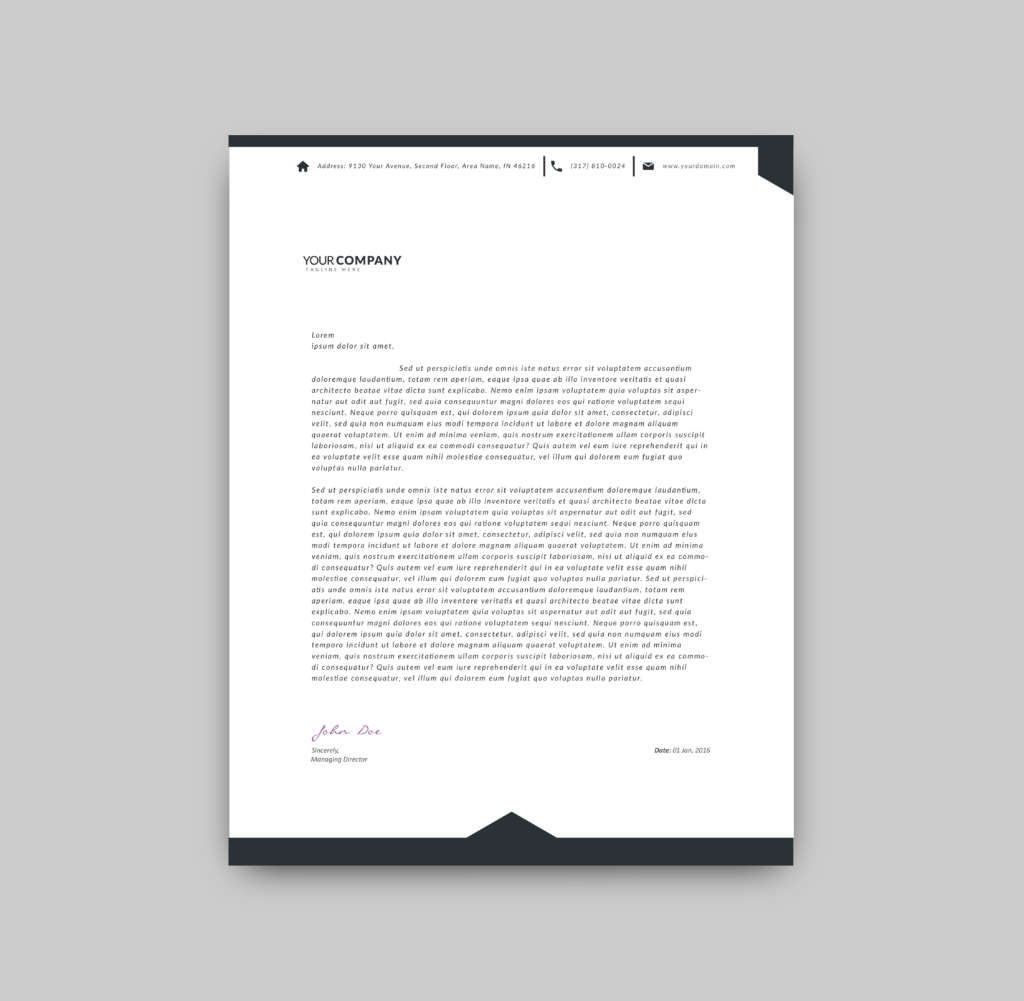 Address: 9130 Your Avenue, Second Floor, Area Name, IN 46216 (317) 810-0024 www.yourdomain.com
YOUR COMPANY
TAGLINE HERE
Lorem
ipsum dolor sit amet,
Sed ut perspiciatis unde omnis iste natus error sit voluptatem accusantium
doloremque laudantium, totam rem aperiam, eaque ipsa quae ab illo inventore veritatis et quasi
architecto beatae vitae dicta sunt explicabo. Nemo enim ipsam voluptatem quia voluptas sit asper-
natur aut odit aut fugit, sed quia consequuntur magni dolores eos qui ratione voluptatem sequi
nesciunt. Neque porro quisquam est, qui dolorem ipsum quia dolor sit amet, consectetur, adipisci
velit, sed quia non numquam eius modi tempora incidunt ut labore et dolore magnam aliquam
quaerat voluptatem. Ut enim ad minima veniam, quis nostrum exercitationem ullam corporis suscipit
laboriosam, nisi ut aliquid ex ea commodi consequatur? Quis autem vel eum iure reprehenderit qui in
ea voluptate velit esse quam nihil molestiae consequatur, vel illum qui dolorem eum fugiat quo
voluptas nulla pariatur.
Sed ut perspiciatis unde omnis iste natus error sit voluptatem accusantium doloremque laudantium,
totam rem aperiam, eaque ipsa quae ab illo inventore veritatis et quasi architecto beatae vitae dicta
sunt explicabo. Nemo enim ipsam voluptatem quia voluptas sit aspernatur aut odit aut fugit, sed
quia consequuntur magni dolores eos qui ratione voluptatem sequi nesciunt. Neque porro quisquam
est, qui dolorem ipsum quia dolor sit amet, consectetur, adipisci velit, sed quia non numquam eius
modi tempora incidunt ut labore et dolore magnam aliquam quaerat voluptatem. Ut enim ad minima
veniam, quis nostrum exercitationem ullam corporis suscipit laboriosam, nisi ut aliquid ex ea commo-
di consequatur? Quis autem vel eum iure reprehenderit qui in ea voluptate velit esse quam nihil
molestiae consequatur, vel illum qui dolorem eum fugiat quo voluptas nulla pariatur. Sed ut perspici-
atis unde omnis iste natus error sit voluptatem accusantium doloremque laudantium, totam rem
aperiam, eaque ipsa quae ab illo inventore veritatis et quasi architecto beatae vitae dicta sunt
explicabo. Nemo enim ipsam voluptatem quia voluptas sit aspernatur aut odit aut fugit, sed quia
consequuntur magni dolores eos qui ratione voluptatem sequi nesciunt. Neque porro quisquam est,
qui dolorem ipsum quia dolor sit amet, consectetur, adipisci velit, sed quia non numquam eius modi
tempora incidunt ut labore et dolore magnam aliquam quaerat voluptatem. Ut enim ad minima
veniam, quis nostrum exercitationem ullam corporis suscipit laboriosam, nisi ut aliquid ex ea commo-
di consequatur? Quis autem vel eum iure reprehenderit qui in ea voluptate velit esse quam nihil
molestiae consequatur, vel illum qui dolorem eum fugiat quo voluptas nulla pariatur.
John Doe
Sincerely, Date: 01 Jan, 2016
Managing Director